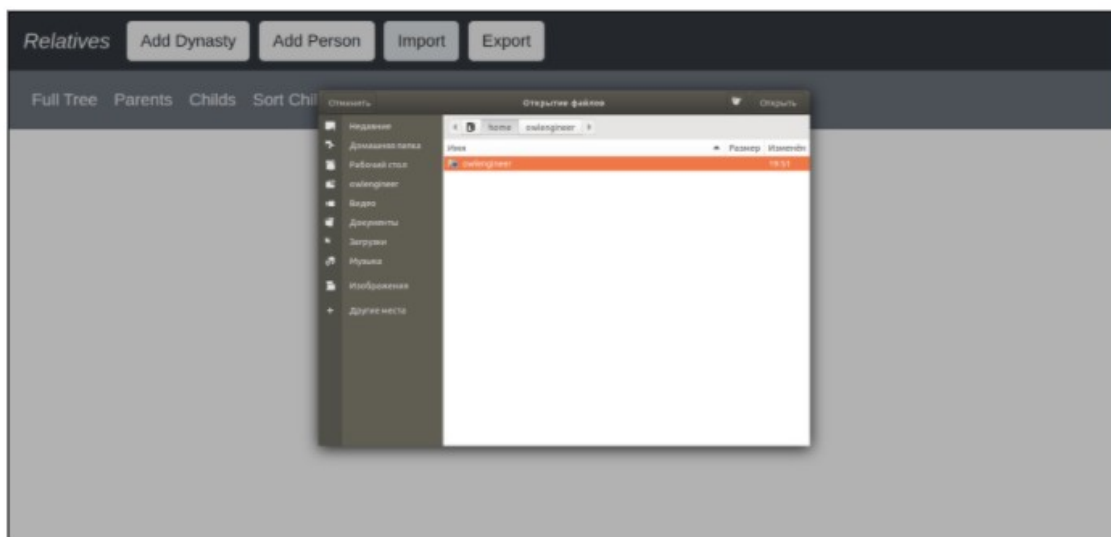 Relatives Add Dynasty Add Person Import Export
Full Tree Parents Childs Sort Chil
Отменить Открытие файлов Открыть
Недавние
Домашняя папка
Рабочий стол
owlengineer
Видео
Документы
Загрузки
Музыка
Изображения
Другие места
home owlengineer
Имя Размер Изменён
owlengineer 19:51